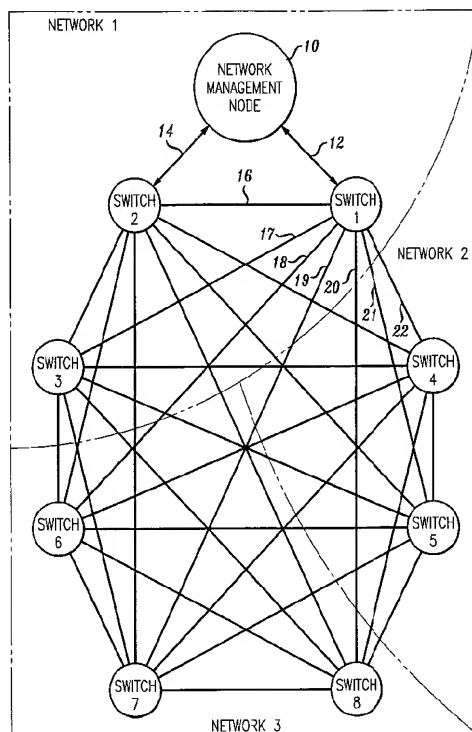 NETWORK 1
10
NETWORK
MANAGEMENT
NODE
14
12
16
SWITCH
2
SWITCH
1
17
18
19
20
21
22
NETWORK 2
SWITCH
3
SWITCH
4
SWITCH
6
SWITCH
5
SWITCH
7
SWITCH
8
NETWORK 3